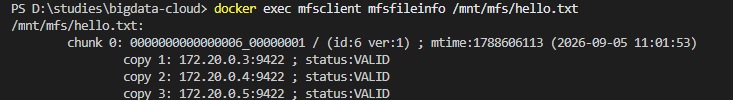 PS D:\studies\bigdata-cloud> docker exec mfsclient mfsfileinfo /mnt/mfs/hello.txt
/mnt/mfs/hello.txt:
chunk 0: 0000000000000006_00000001 / (id:6 ver:1) ; mtime:1788606113 (2026-09-05 11:01:53)
copy 1: 172.20.0.3:9422 ; status:VALID
copy 2: 172.20.0.4:9422 ; status:VALID
copy 3: 172.20.0.5:9422 ; status:VALID